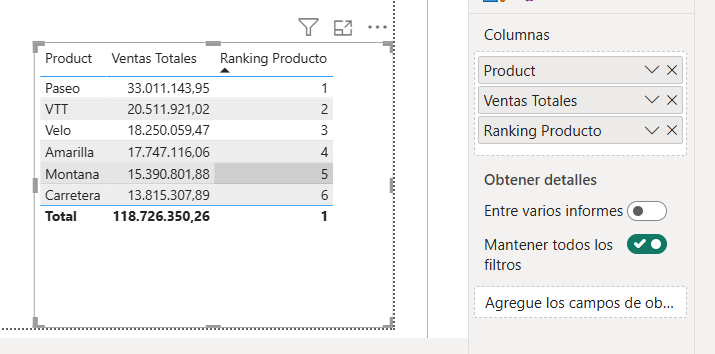 Product Ventas Totales Ranking Producto
Paseo 33.011.143,95 1
VTT 20.511.921,02 2
Velo 18.250.059,47 3
Amarilla 17.747.116,06 4
Montana 15.390.801,88 5
Carretera 13.815.307,89 6
Total 118.726.350,26 1
Columnas
Product
Ventas Totales
Ranking Producto
Obtener detalles
Entre varios informes
Mantener todos los
filtros
Agregue los campos de ob...